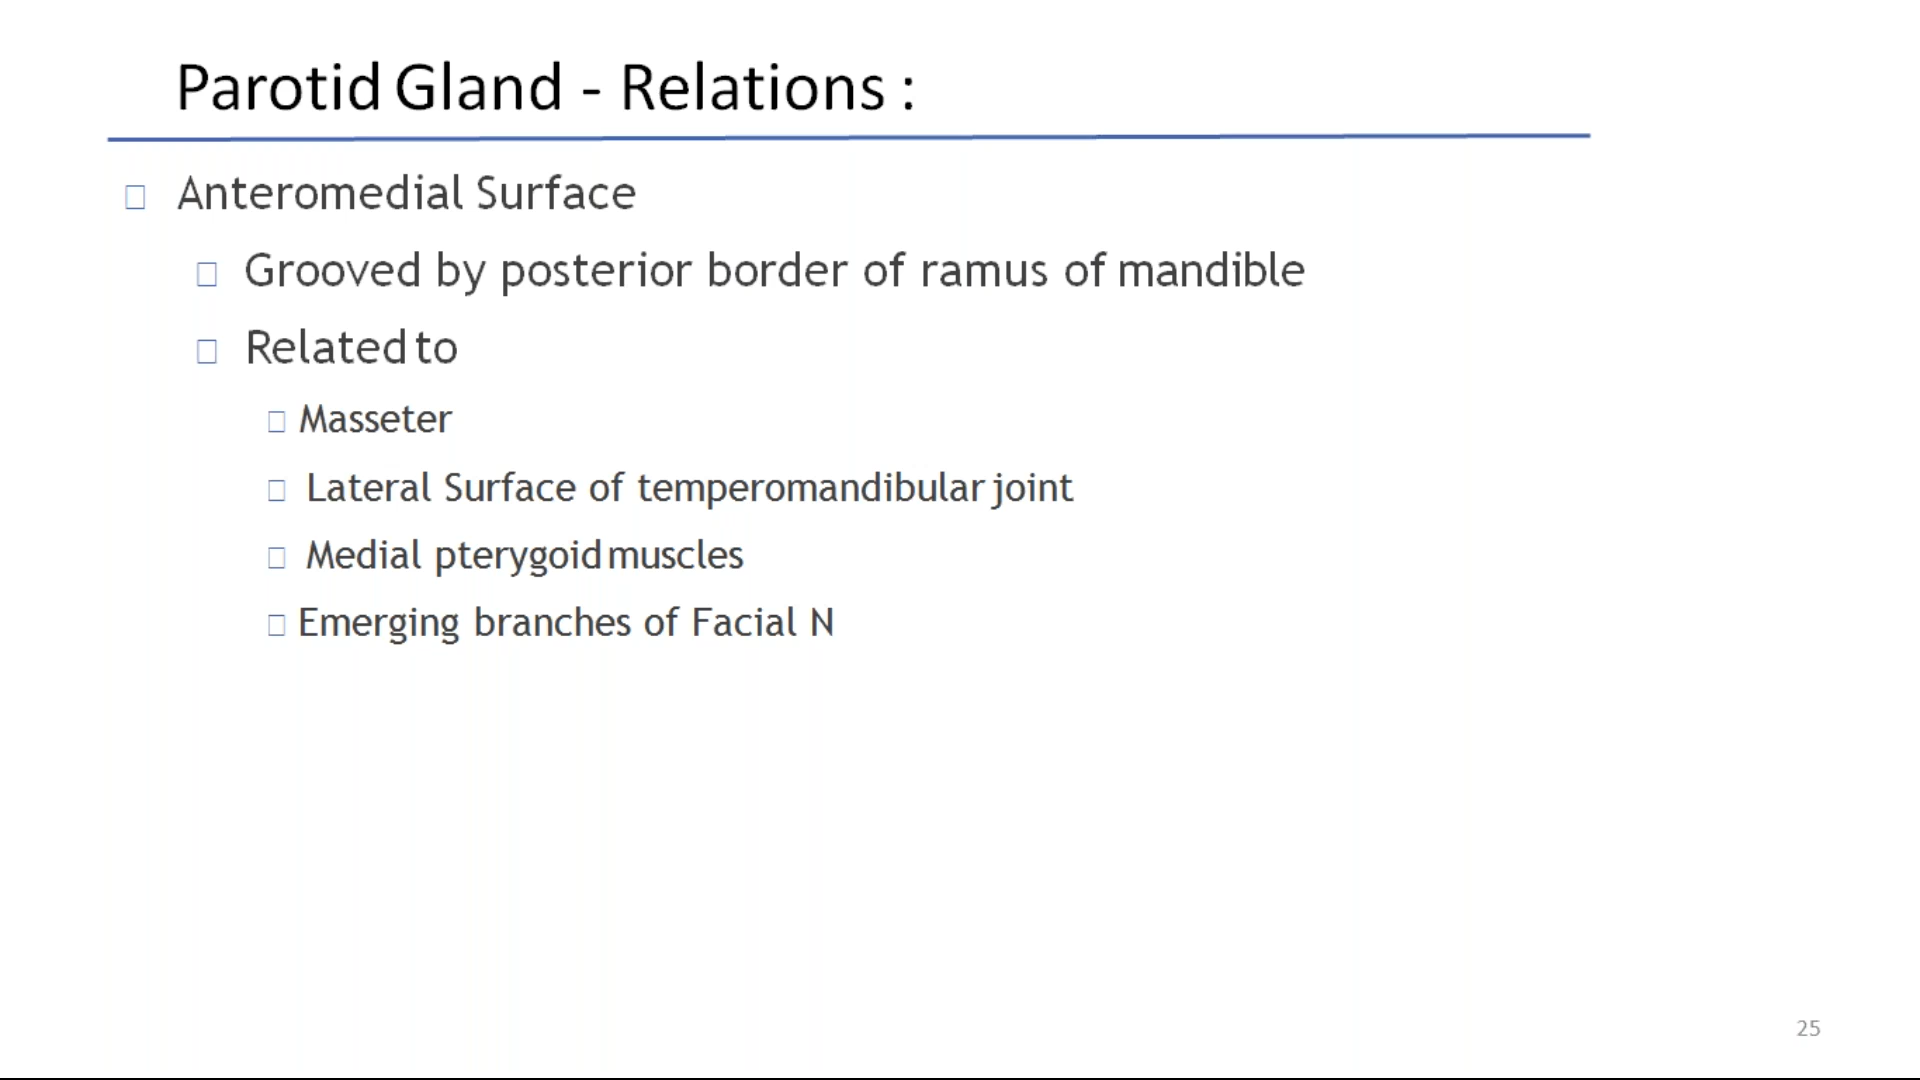 Parotid Gland - Relations :
Anteromedial Surface
Grooved by posterior border of ramus of mandible
Related to
Masseter
Lateral Surface of temperomandibular joint
Medial pterygoid muscles
Emerging branches of Facial N
25